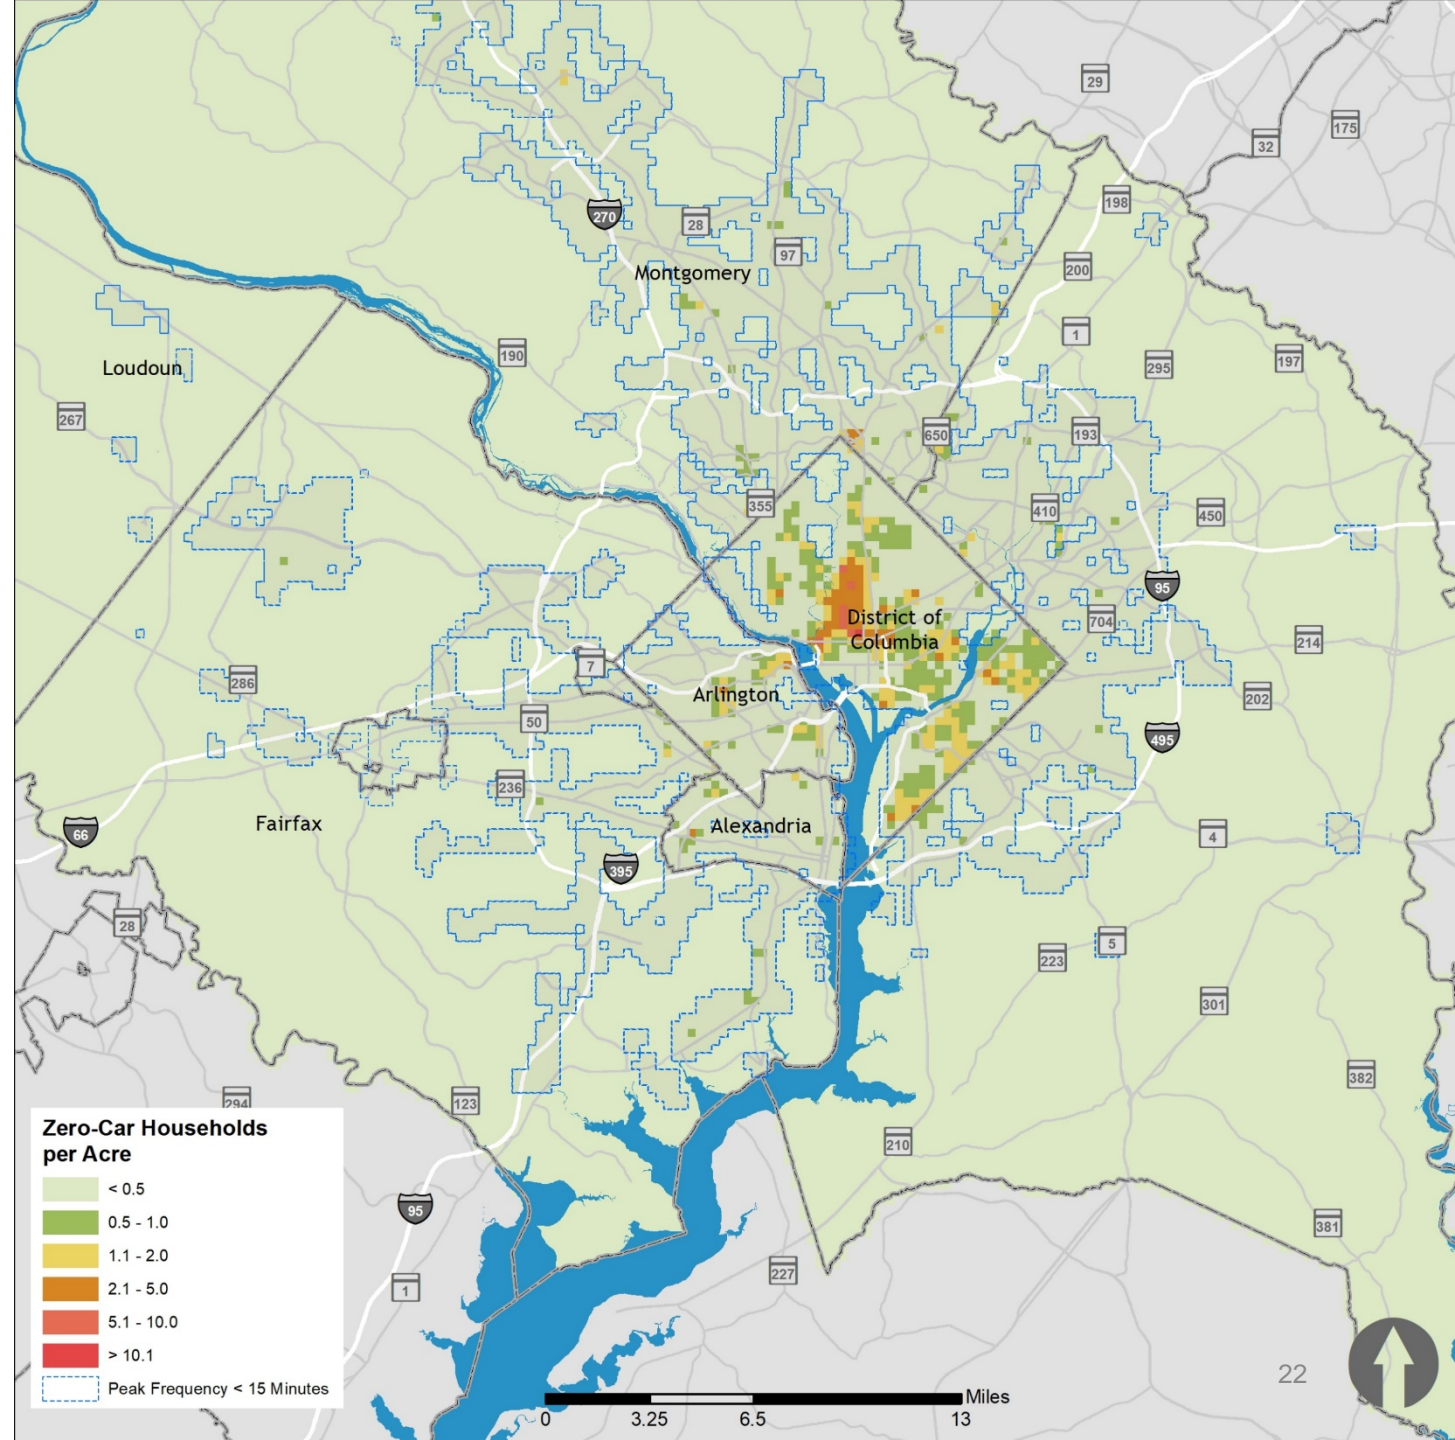 29
175
32
198
270
28
97
Montgomery
200
1
190
295
197
Loudoun
267
650
193
355
410
450
95
District of
Columbia
704
214
7
286
Arlington
202
50
495
236
Fairfax
Alexandria
66
4
395
28
5
223
301
382
294
123
210
95
381
227
1
Zero-Car Households
per Acre
< 0.5
0.5 - 1.0
1.1 - 2.0
2.1 - 5.0
5.1 - 10.0
> 10.1
Peak Frequency < 15 Minutes
22
Miles
0 3.25 6.5 13